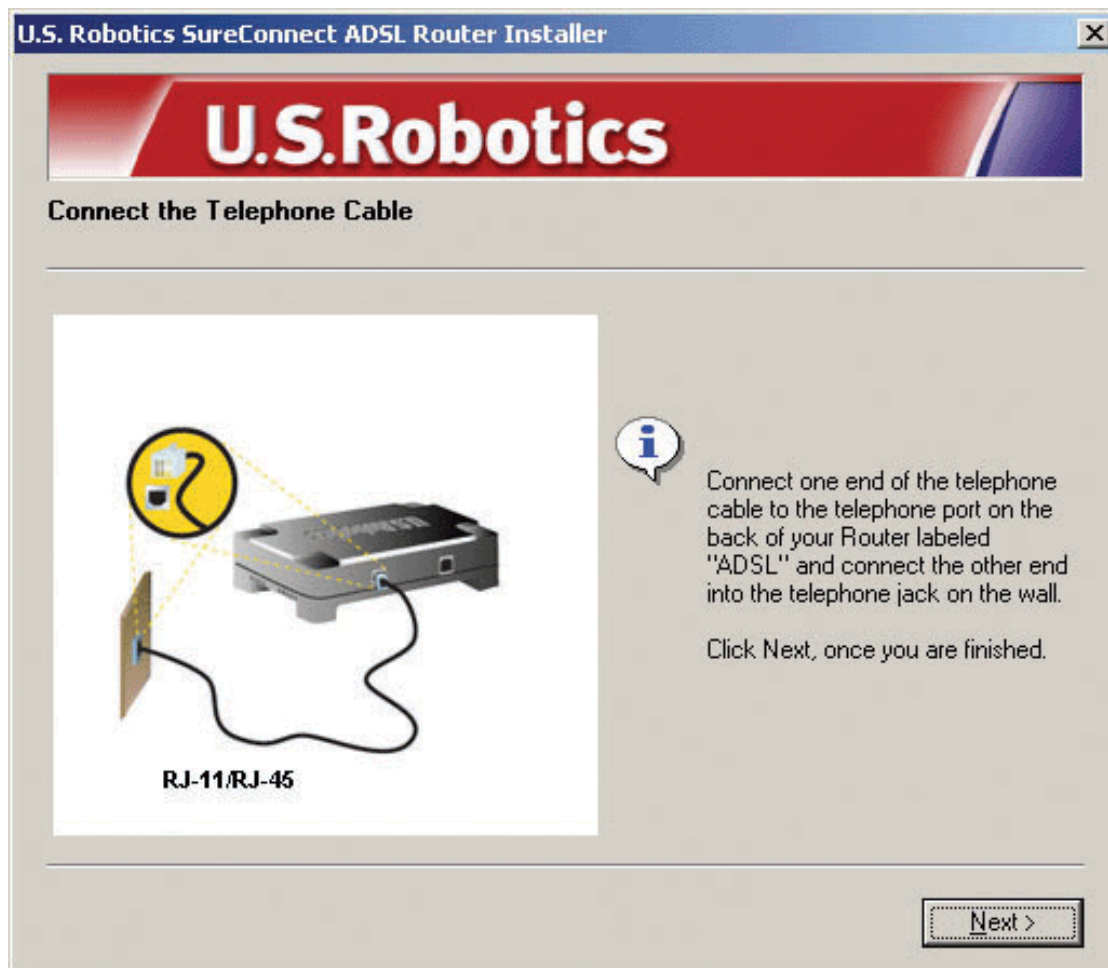 U.S. Robotics SureConnect ADSL Router Installer
U.S.Robotics
Connect the Telephone Cable
U.S.Robotics
Connect one end of the telephone
cable to the telephone port on the
back of your Router labeled
"ADSL" and connect the other end
into the telephone jack on the wall.
Click Next, once you are finished.
RJ-11/RJ-45
Next >